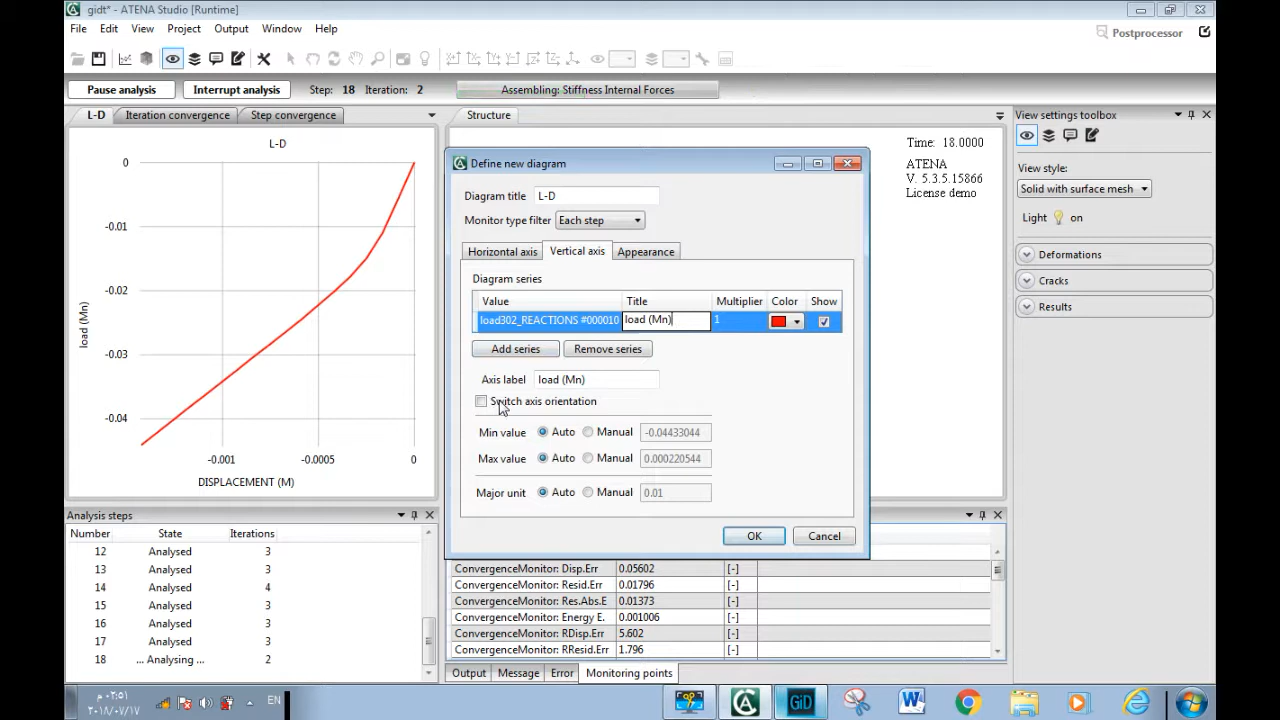 gidt* - ATENA Studio [Runtime]
File Edit View Project Output Window Help
Postprocessor
Pause analysis Interrupt analysis Step: 18 Iteration: 2 Assembling: Stiffness Internal Forces
L-D Iteration convergence Step convergence
Structure
View settings toolbox
L-D
0
-0.01
-0.02
-0.03
-0.04
load (Mn)
-0.001 -0.0005 0
DISPLACEMENT (M)
Time: 18.0000
ATENA
V. 5.3.5.15866
License demo
View style:
Solid with surface mesh
Light on
Deformations
Cracks
Results
Define new diagram
Diagram title L-D
Monitor type filter Each step
Horizontal axis Vertical axis Appearance
Diagram series
Value Title Multiplier Color Show
load302_REACTIONS #000010 load (Mn) 1
Add series Remove series
Axis label load (Mn)
Switch axis orientation
Min value Auto Manual -0.04433044
Max value Auto Manual 0.000220544
Major unit Auto Manual 0.01
OK Cancel
Analysis steps
Number State Iterations
12 Analysed 3
13 Analysed 3
14 Analysed 4
15 Analysed 3
16 Analysed 3
17 Analysed 3
18 ... Analysing ... 2
ConvergenceMonitor: Disp.Err 0.05602 [-]
ConvergenceMonitor: Resid.Err 0.01796 [-]
ConvergenceMonitor: Res.Abs.E 0.01373 [-]
ConvergenceMonitor: Energy E. 0.001006 [-]
ConvergenceMonitor: RDisp.Err 5.602 [-]
ConvergenceMonitor: RResid.Err 1.796 [-]
Output Message Error Monitoring points
EN
٠٢:٥١ م
٢٠١٨/٠٧/١٧
GiD